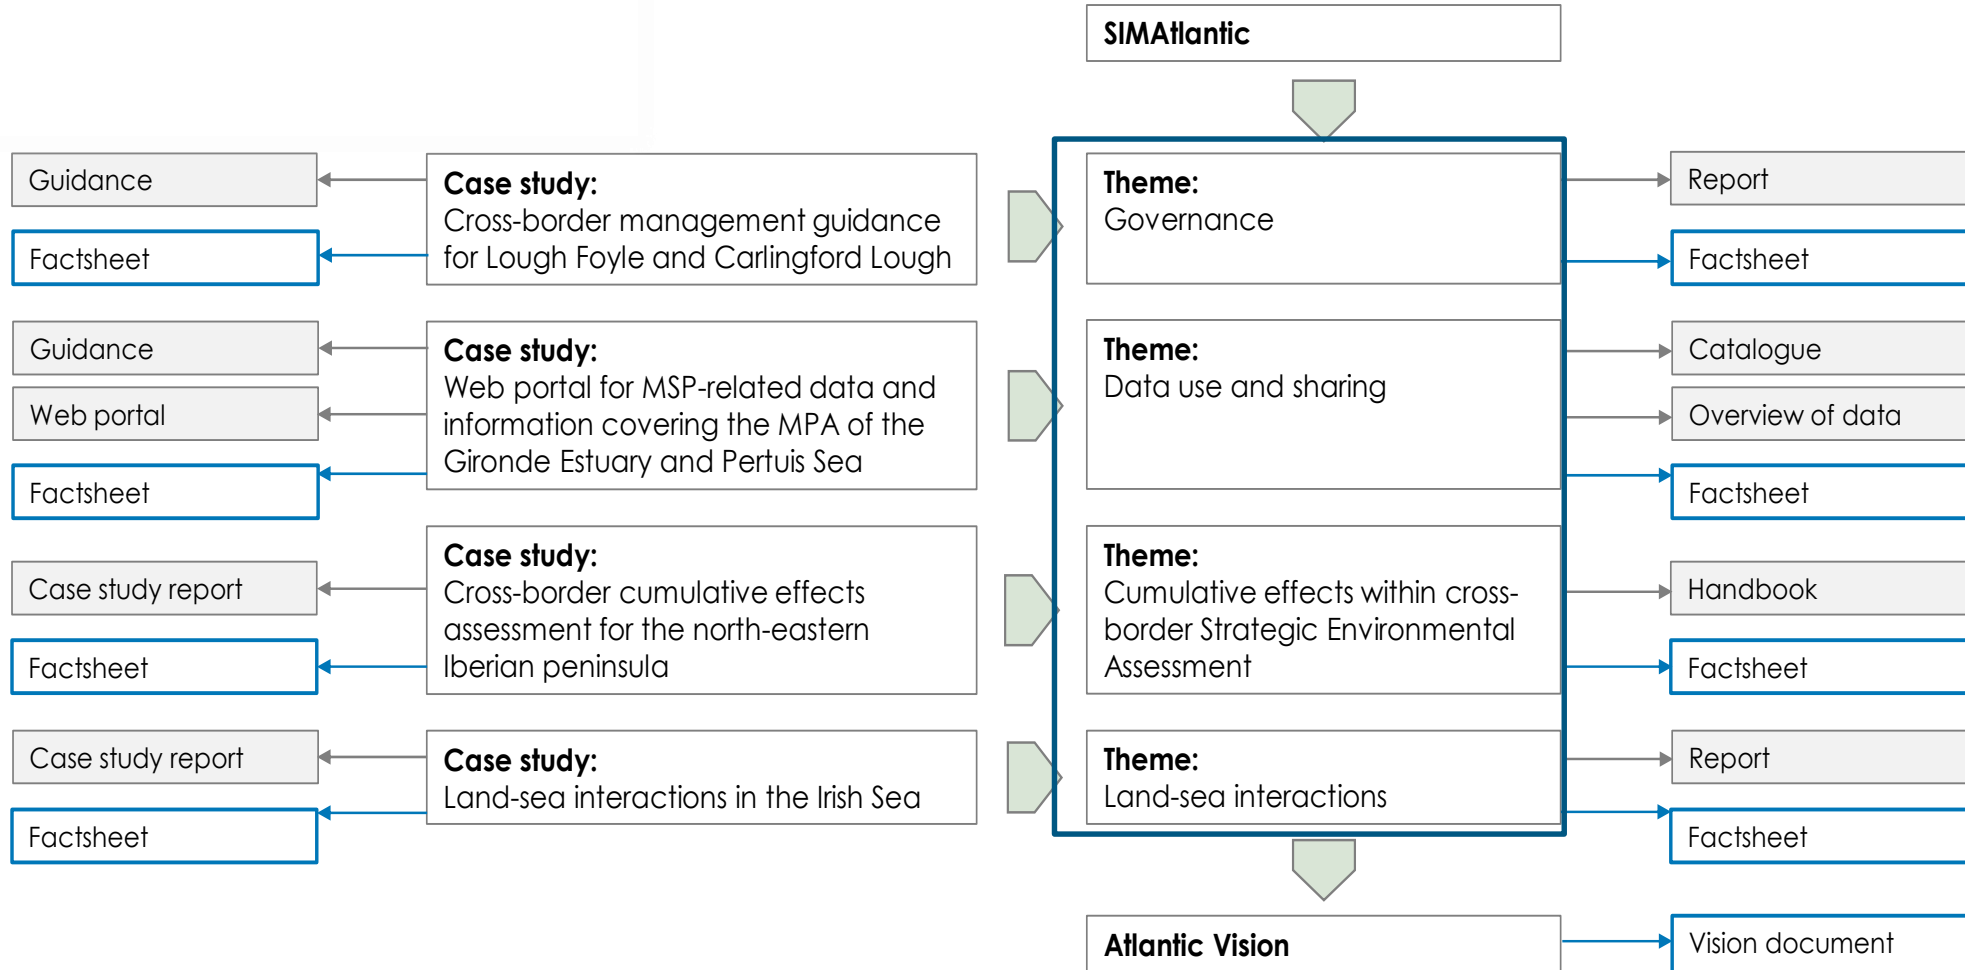 SIMAtlantic
Guidance
Factsheet
Case study:
Cross-border management guidance
for Lough Foyle and Carlingford Lough
Theme:
Governance
Report
Factsheet
Guidance
Web portal
Factsheet
Case study:
Web portal for MSP-related data and
information covering the MPA of the
Gironde Estuary and Pertuis Sea
Theme:
Data use and sharing
Catalogue
Overview of data
Factsheet
Case study report
Factsheet
Case study:
Cross-border cumulative effects
assessment for the north-eastern
Iberian peninsula
Theme:
Cumulative effects within cross-
border Strategic Environmental
Assessment
Handbook
Factsheet
Case study report
Factsheet
Case study:
Land-sea interactions in the Irish Sea
Theme:
Land-sea interactions
Report
Factsheet
Atlantic Vision
Vision document